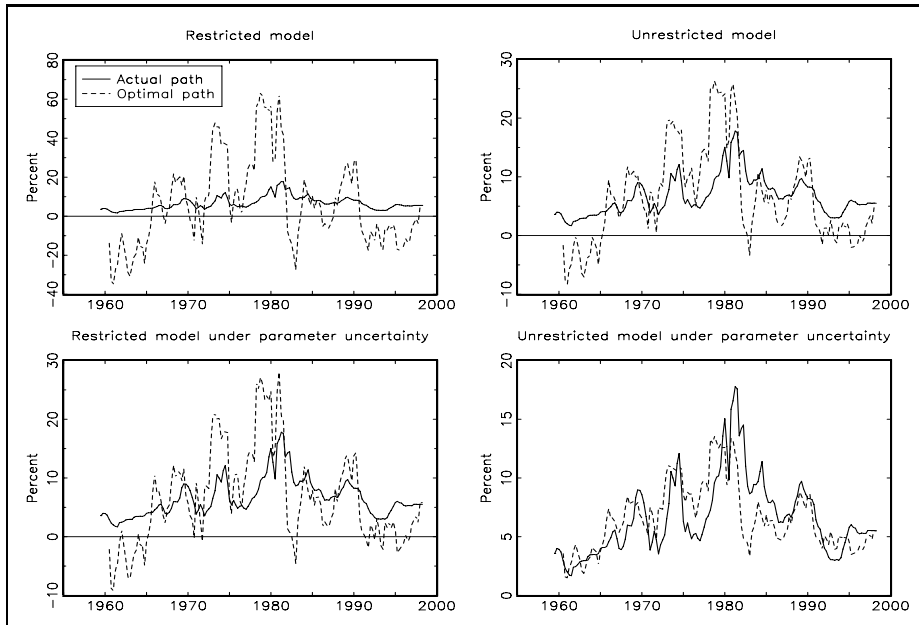 Restricted model
Unrestricted model
Percent
80
60
40
20
0
−20
−40
Actual path
Optimal path
1960 1970 1980 1990 2000
Percent
30
20
10
0
−10
1960 1970 1980 1990 2000
Restricted model under parameter uncertainty
Unrestricted model under parameter uncertainty
Percent
30
20
10
0
−10
1960 1970 1980 1990 2000
Percent
20
15
10
5
0
1960 1970 1980 1990 2000